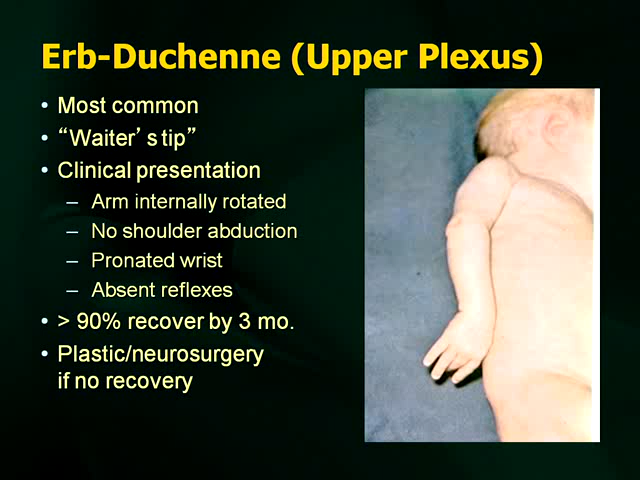 Erb-Duchenne (Upper Plexus)
• Most common
• “Waiter’s tip”
• Clinical presentation
– Arm internally rotated
– No shoulder abduction
– Pronated wrist
– Absent reflexes
• > 90% recover by 3 mo.
• Plastic/neurosurgery
if no recovery